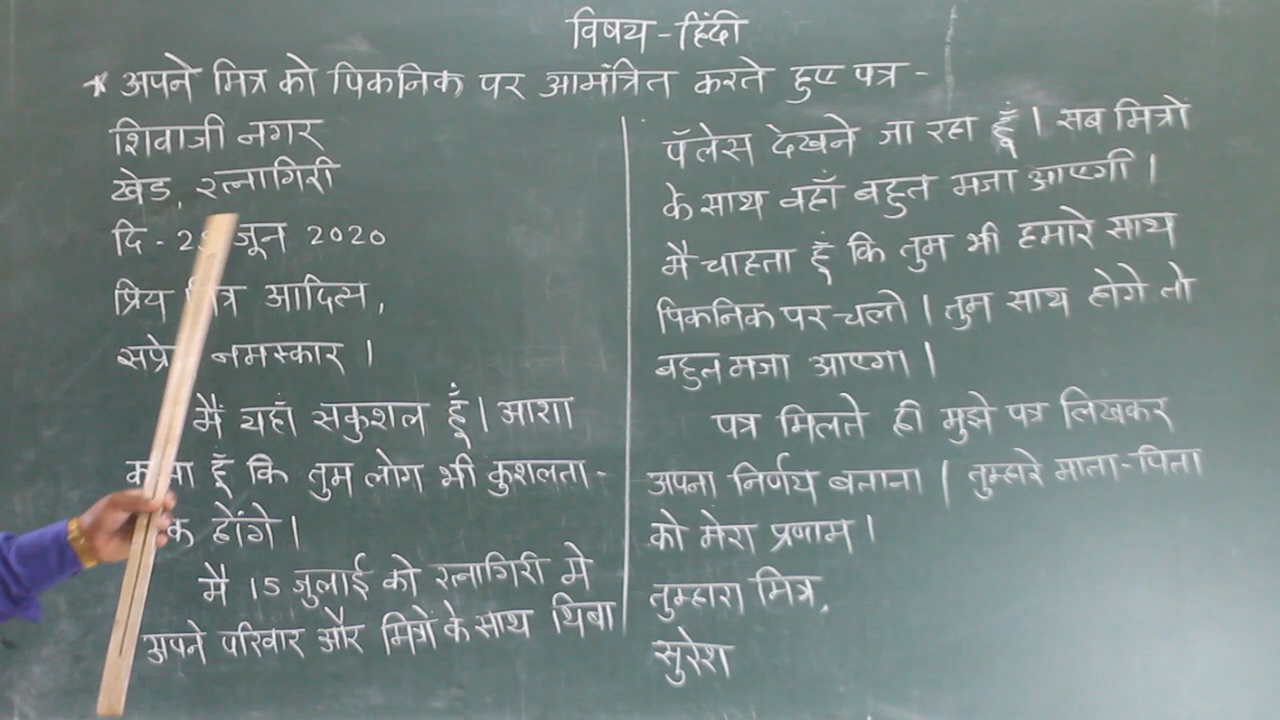 विषय - हिंदी
* अपने मित्र को पिकनिक पर आमंत्रित करते हुए पत्र -
शिवाजी नगर
खेड, रत्नागिरी
दि - जून 2020
प्रिय आदित्य,
नमस्कार ।
मै यहाँ सकुशल हूँ । आशा
हूँ कि तुम लोग भी कुशलता -
होंगे ।
मै 15 जुलाई को रत्नागिरी मे
अपने परिवार और मित्रों के साथ थिबा
पॅलेस देखने जा रहा हूँ । सब मित्रो
के साथ वहाँ बहुत मजा आएगी ।
मै चाहता हूँ कि तुम भी हमारे साथ
पिकनिक पर चलो । तुम साथ होगे तो
बहुत मजा आएगा ।
पत्र मिलते ही मुझे पत्र लिखकर
अपना निर्णय बताना । तुम्हारे माता-पिता
को मेरा प्रणाम ।
तुम्हारा मित्र,
सुरेश